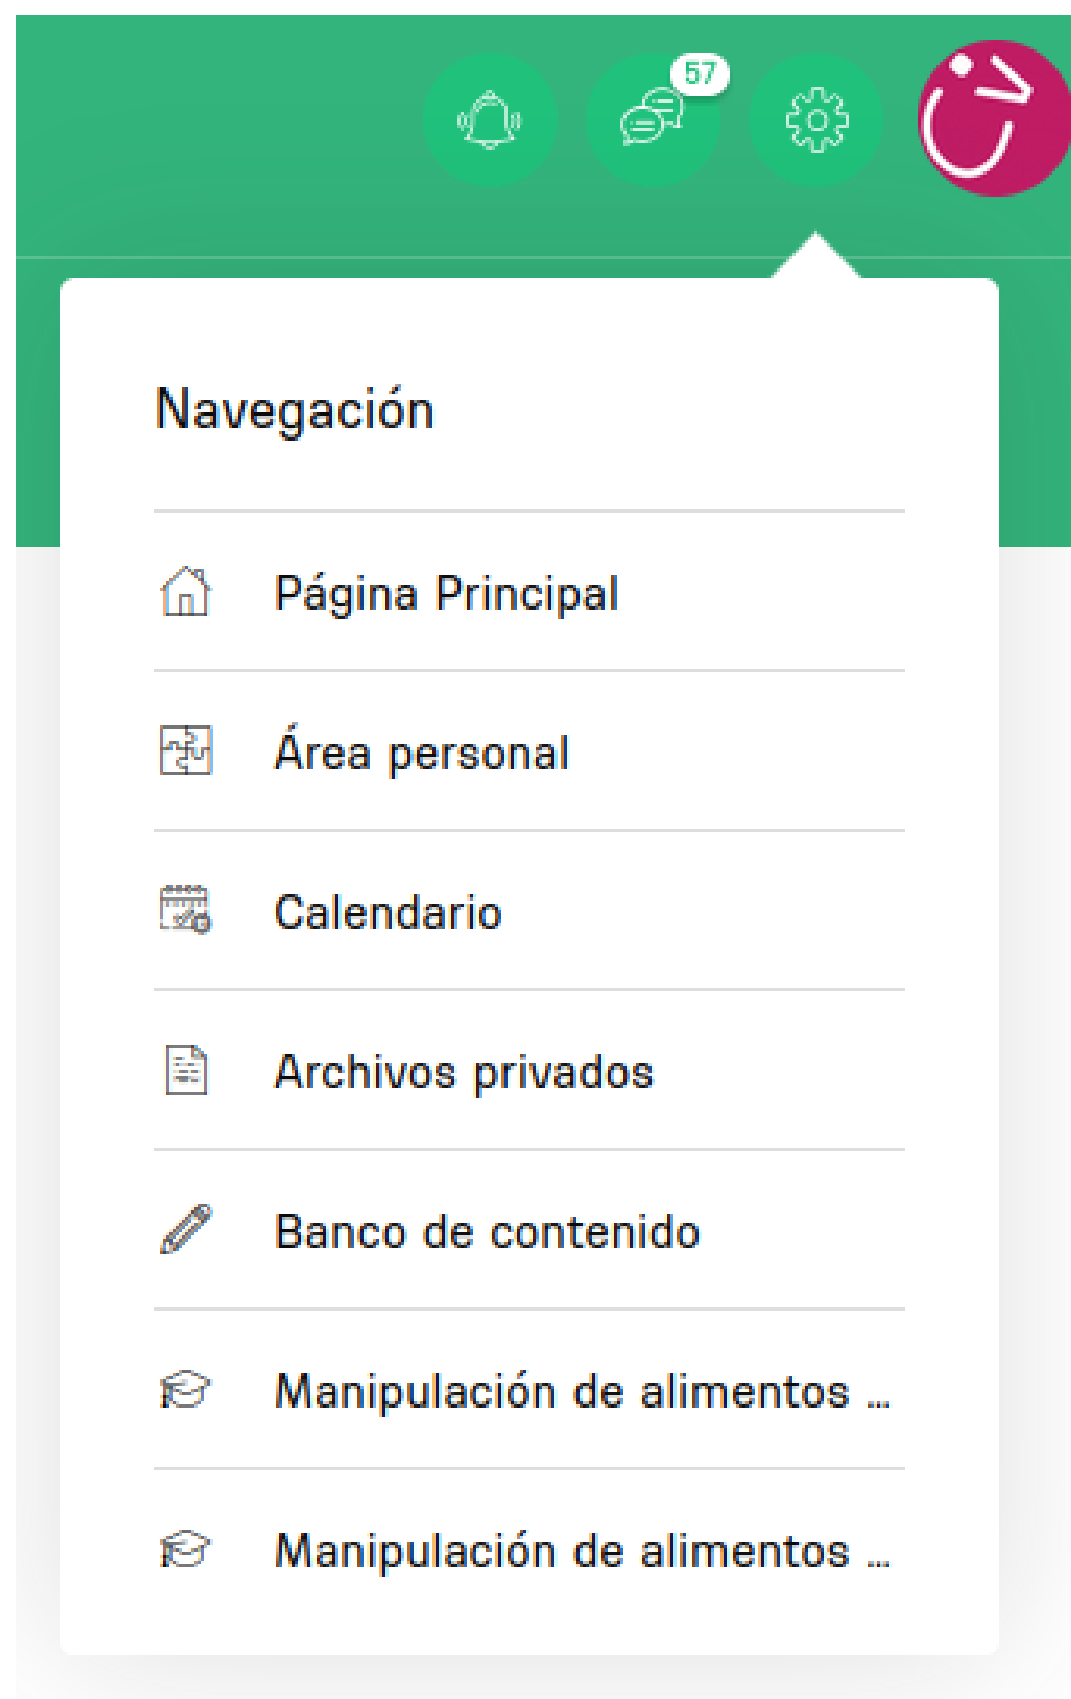 57
Navegación
Página Principal
Área personal
Calendario
Archivos privados
Banco de contenido
Manipulación de alimentos ...
Manipulación de alimentos ...